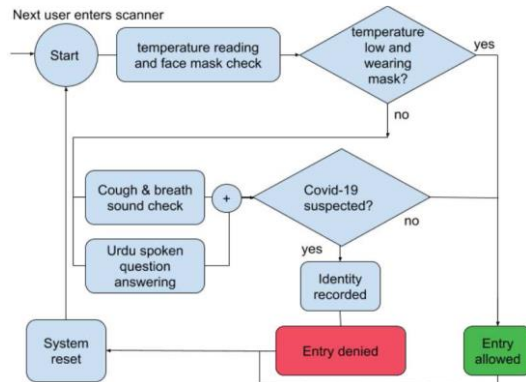 Next user enters scanner
Start
temperature reading
and face mask check
temperature
low and
wearing
mask?
yes
no
Cough & breath
sound check
+
Covid-19
suspected?
no
yes
Urdu spoken
question
answering
Identity
recorded
System
reset
Entry denied
Entry
allowed